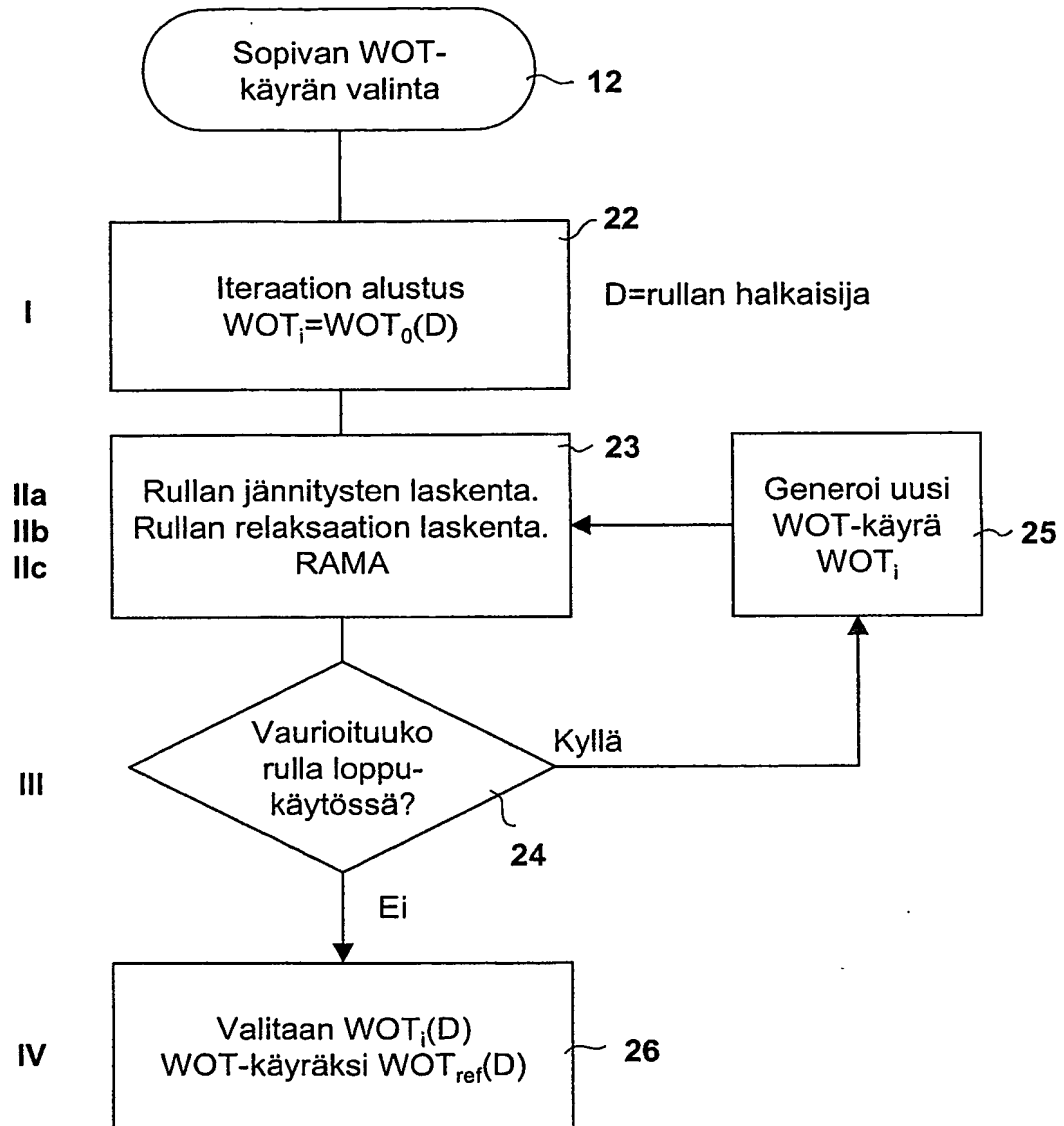 Sopivan WOT-
käyrän valinta
12
22
I
Iteraation alustus
WOTᵢ=WOT₀(D)
D=rullan halkaisija
23
IIa
IIb
IIc
Rullan jännitysten laskenta.
Rullan relaksaation laskenta.
RAMA
Generoi uusi
WOT-käyrä
WOTᵢ
25
III
Vaurioituuko
rulla loppu-
käytössä?
Kyllä
24
Ei
IV
Valitaan WOTᵢ(D)
WOT-käyräksi WOT_ref(D)
26